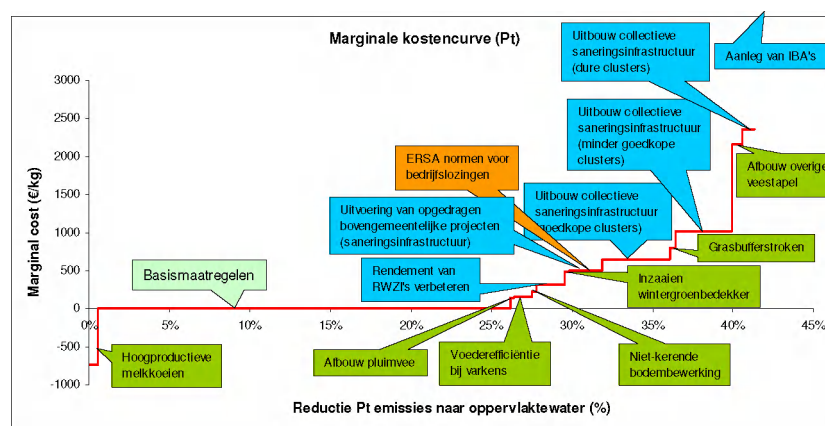 Marginale kostencurve (Pt)
Uitbouw collectieve
saneringsinfrastructuur
(dure clusters)
Aanleg van IBA's
Uitbouw collectieve
saneringsinfrastructuur
(minder goedkope
clusters)
Afbouw overige
veestapel
ERSA normen voor
bedrijfslozingen
Uitvoering van opgedragen
bovengemeentelijke projecten
(saneringsinfrastructuur)
Uitbouw collectieve
saneringsinfrastructuur
(goedkope clusters)
Grasbufferstroken
Basismaatregelen
Rendement van
RWZI's verbeteren
Inzaaien
wintergroenbedekker
Hoogproductieve
melkkoeien
Afbouw pluimvee
Voederefficiëntie
bij varkens
Niet-kerende
bodembewerking
Marginal cost (€/kg)
3000
2500
2000
1500
1000
500
0
-500
-1000
0% 5% 10% 15% 20% 25% 30% 35% 40% 45%
Reductie Pt emissies naar oppervlaktewater (%)